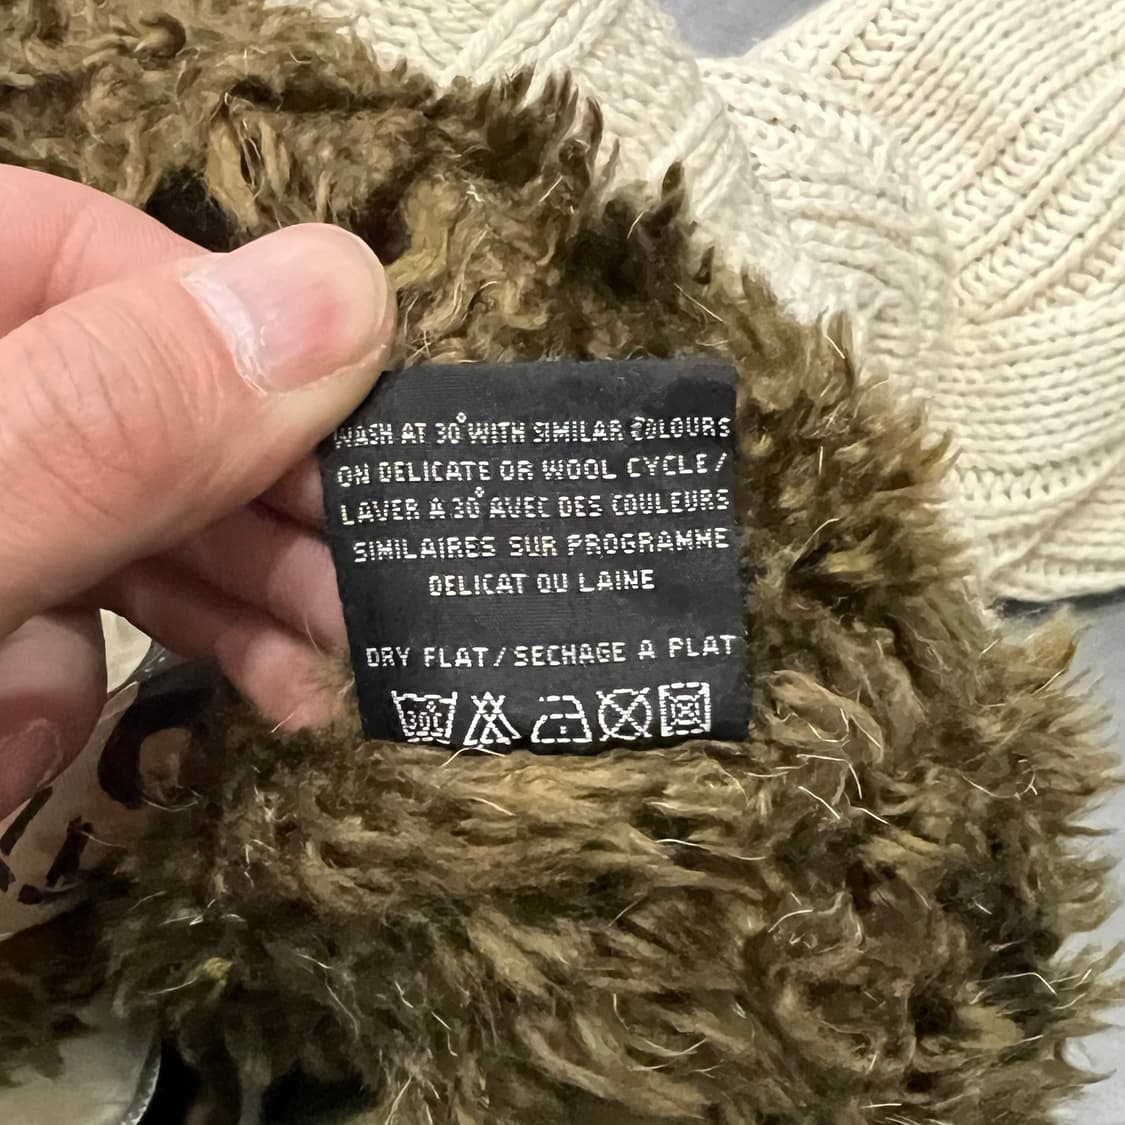 WASH AT 30° WITH SIMILAR COLOURS
ON DELICATE OR WOOL CYCLE /
LAVER A 30° AVEC DES COULEURS
SIMILAIRES SUR PROGRAMME
DELICAT OU LAINE
DRY FLAT / SECHAGE A PLAT
30°C